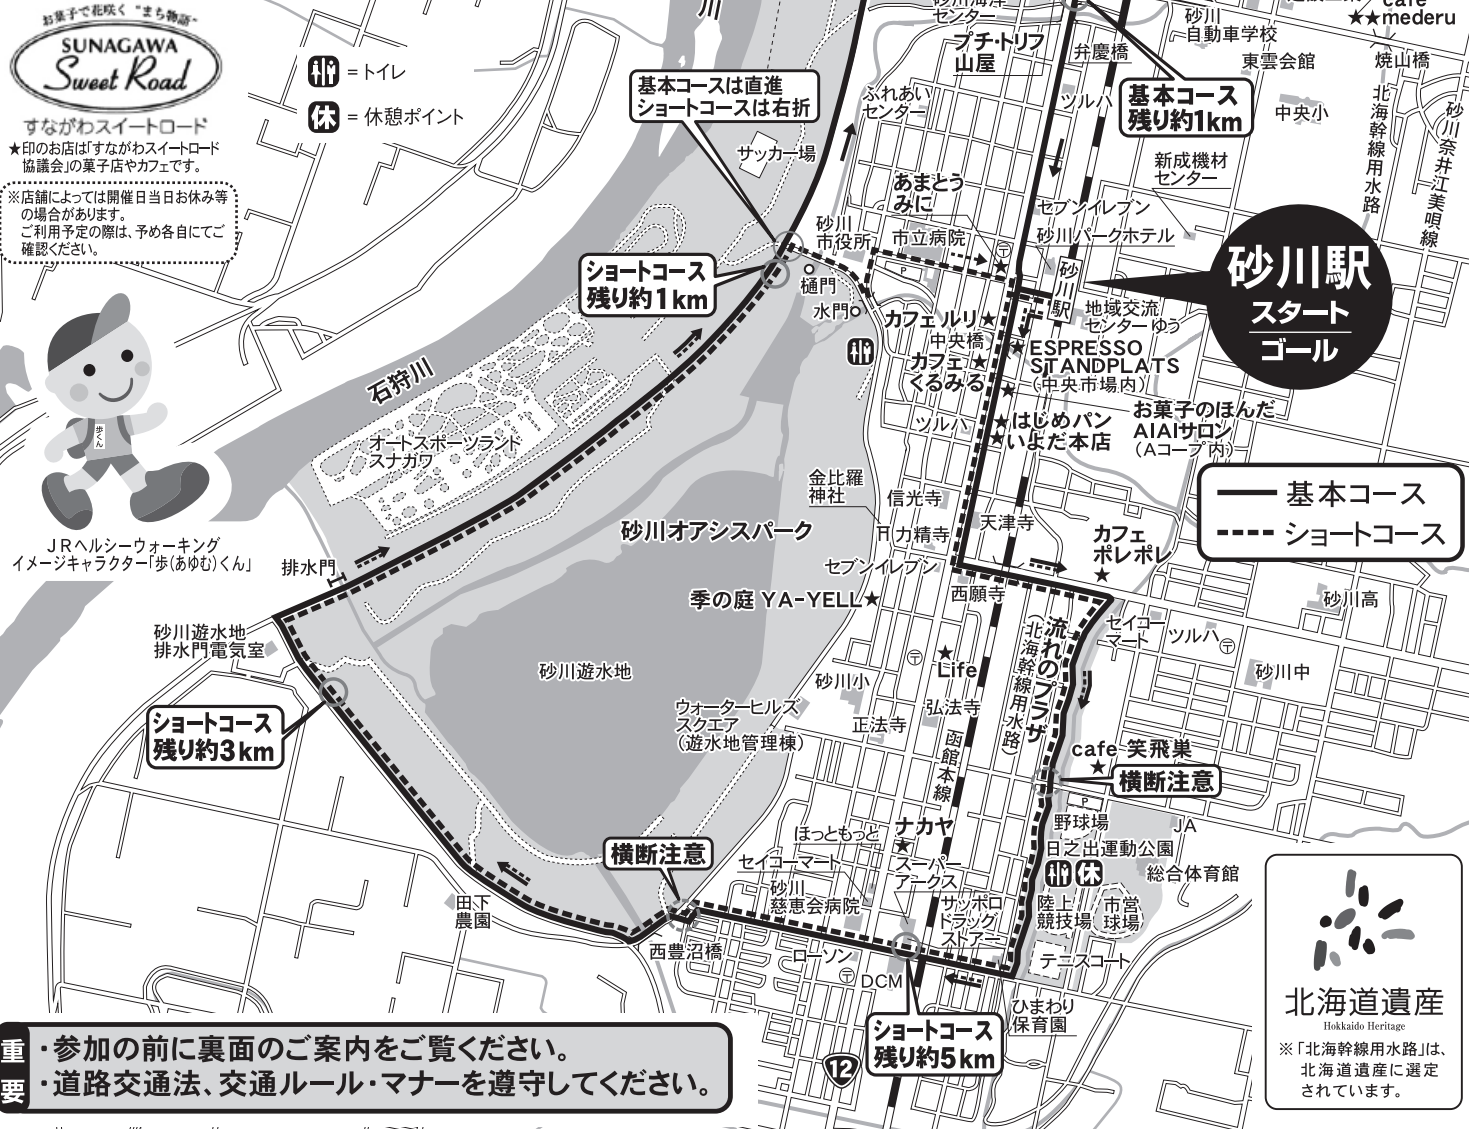 お菓子で花咲く "まち物語"
SUNAGAWA
Sweet Road
すながわスイートロード
★印のお店は「すながわスイートロード
協議会」の菓子店やカフェです。
※店舗によっては開催日当日お休み等
の場合があります。
ご利用予定の際は、予め各自にてご
確認ください。
=トイレ
休 =休憩ポイント
川
基本コースは直進
ショートコースは右折
サッカー場
センター
プチ・トリフ
山屋
弁慶橋
ツルハ
ふれあい
センター
基本コース
残り約1km
砂川
自動車学校
★★mederu
東雲会館
焼山橋
中央小
北海幹線用水路
砂川奈井江美唄線
新成機材
センター
あまとう
みに
セブンイレブン
砂川パークホテル
砂川
市役所
市立病院
P
砂川駅
砂川駅
スタート
ゴール
ショートコース
残り約1km
樋門
水門
カフェ ルリ★
中央橋
カフェ★
くるみる
地域交流
センターゆう
★ESPRESSO
STANDPLATS
(中央市場内)
石狩川
オートスポーツランド
スナガワ
ツルハ
★はじめパン
★いよだ本店
お菓子のほんだ
AIAIサロン
(Aコープ内)
基本コース
ショートコース
歩くん
JRヘルシーウォーキング
イメージキャラクター「歩(あゆむ)くん」
排水門
砂川オアシスパーク
金比羅
神社
信光寺
力精寺
天津寺
カフェ
ポレポレ
★
セブンイレブン
季の庭 YA-YELL★
西願寺
砂川高
砂川遊水地
排水門電気室
セイコー
マート
ツルハ
流れのプラザ
(北海幹線用水路)
★
Life
砂川遊水地
砂川小
砂川中
ウォーターヒルズ
スクエア
(遊水地管理棟)
弘法寺
正法寺
函館本線
ショートコース
残り約3km
cafe 笑飛巣
★
横断注意
P
野球場
JA
ほっともっと
ナカヤ
★
日之出運動公園
横断注意
セイコーマート
スーパー
アークス
休
総合体育館
砂川
慈恵会病院
サッポロ
ドラッグ
ストアー
陸上
競技場
市営
球場
田下
農園
西豊沼橋
ローソン
テニスコート
DCM
ひまわり
保育園
ショートコース
残り約5km
12
重要
・参加の前に裏面のご案内をご覧ください。
・道路交通法、交通ルール・マナーを遵守してください。
北海道遺産
Hokkaido Heritage
※「北海幹線用水路」は、
北海道遺産に選定
されています。